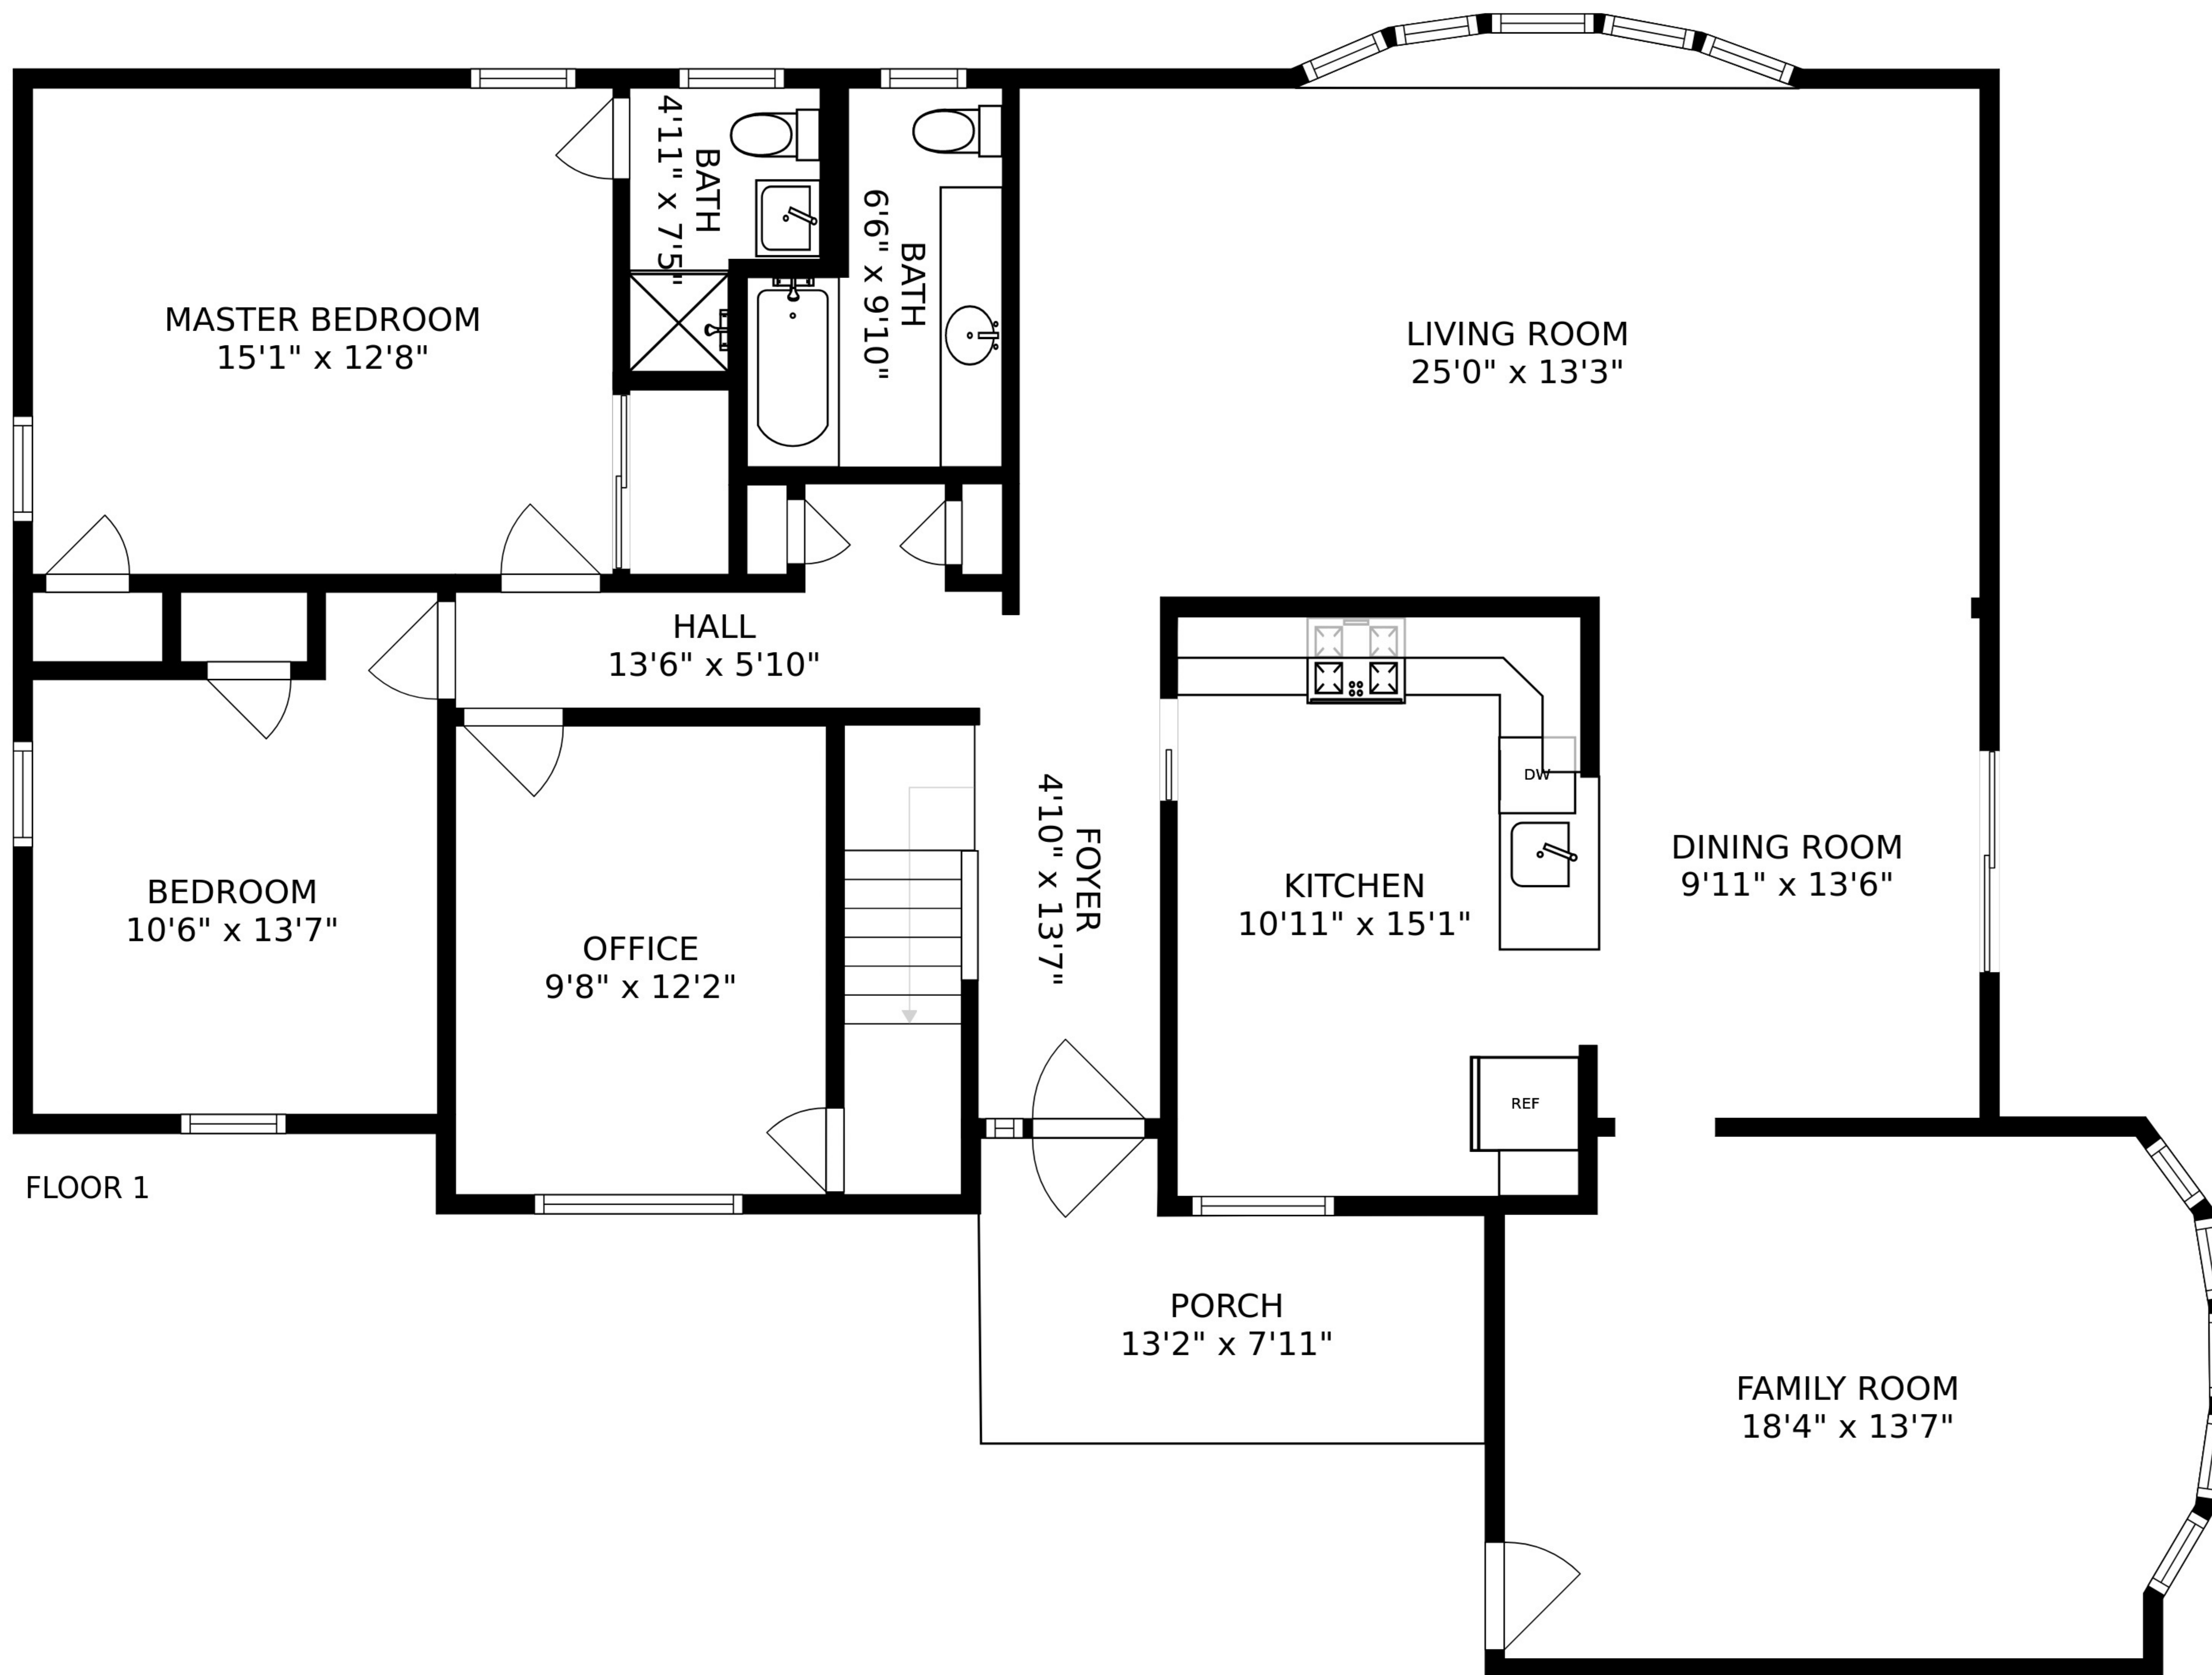 BATH
4'11" x 7'5"
BATH
6'6" x 9'10"
MASTER BEDROOM
15'1" x 12'8"
LIVING ROOM
25'0" x 13'3"
HALL
13'6" x 5'10"
BEDROOM
10'6" x 13'7"
OFFICE
9'8" x 12'2"
FOYER
4'10" x 13'7"
KITCHEN
10'11" x 15'1"
DW
DINING ROOM
9'11" x 13'6"
REF
FLOOR 1
PORCH
13'2" x 7'11"
FAMILY ROOM
18'4" x 13'7"